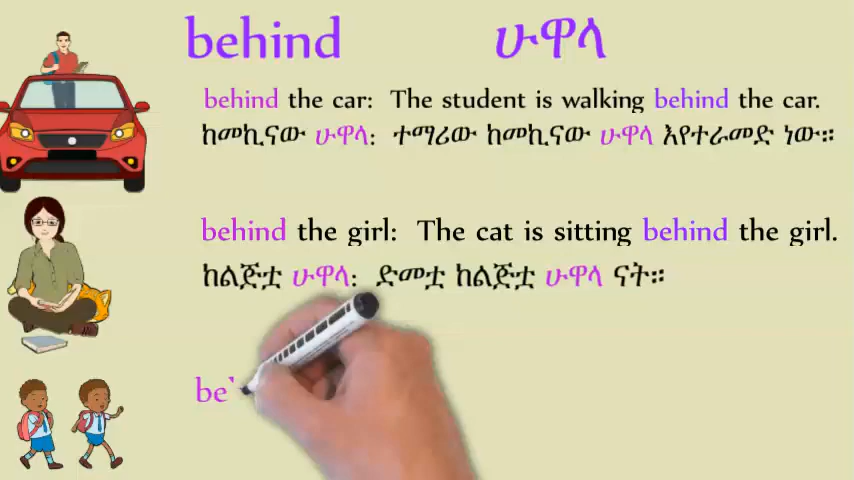 behind ሁዋላ
behind the car: The student is walking behind the car.
ከመኪናው ሁዋላ: ተማሪው ከመኪናው ሁዋላ እየተራመድ ነው።
behind the girl: The cat is sitting behind the girl.
ከልጅቷ ሁዋላ: ድመቷ ከልጅቷ ሁዋላ ናት።
be